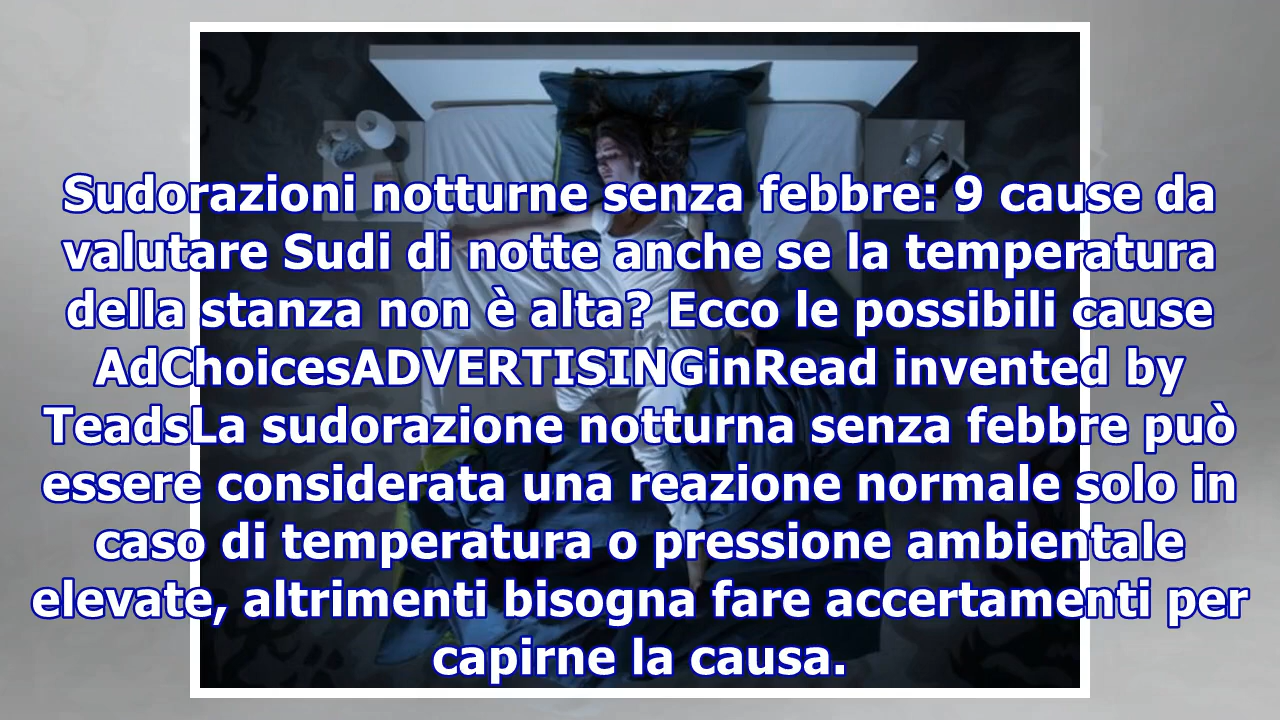 Sudorazioni notturne senza febbre: 9 cause da
valutare Sudi di notte anche se la temperatura
della stanza non è alta? Ecco le possibili cause
AdChoicesADVERTISINGinRead invented by
TeadsLa sudorazione notturna senza febbre può
essere considerata una reazione normale solo in
caso di temperatura o pressione ambientale
elevate, altrimenti bisogna fare accertamenti per
capirne la causa.